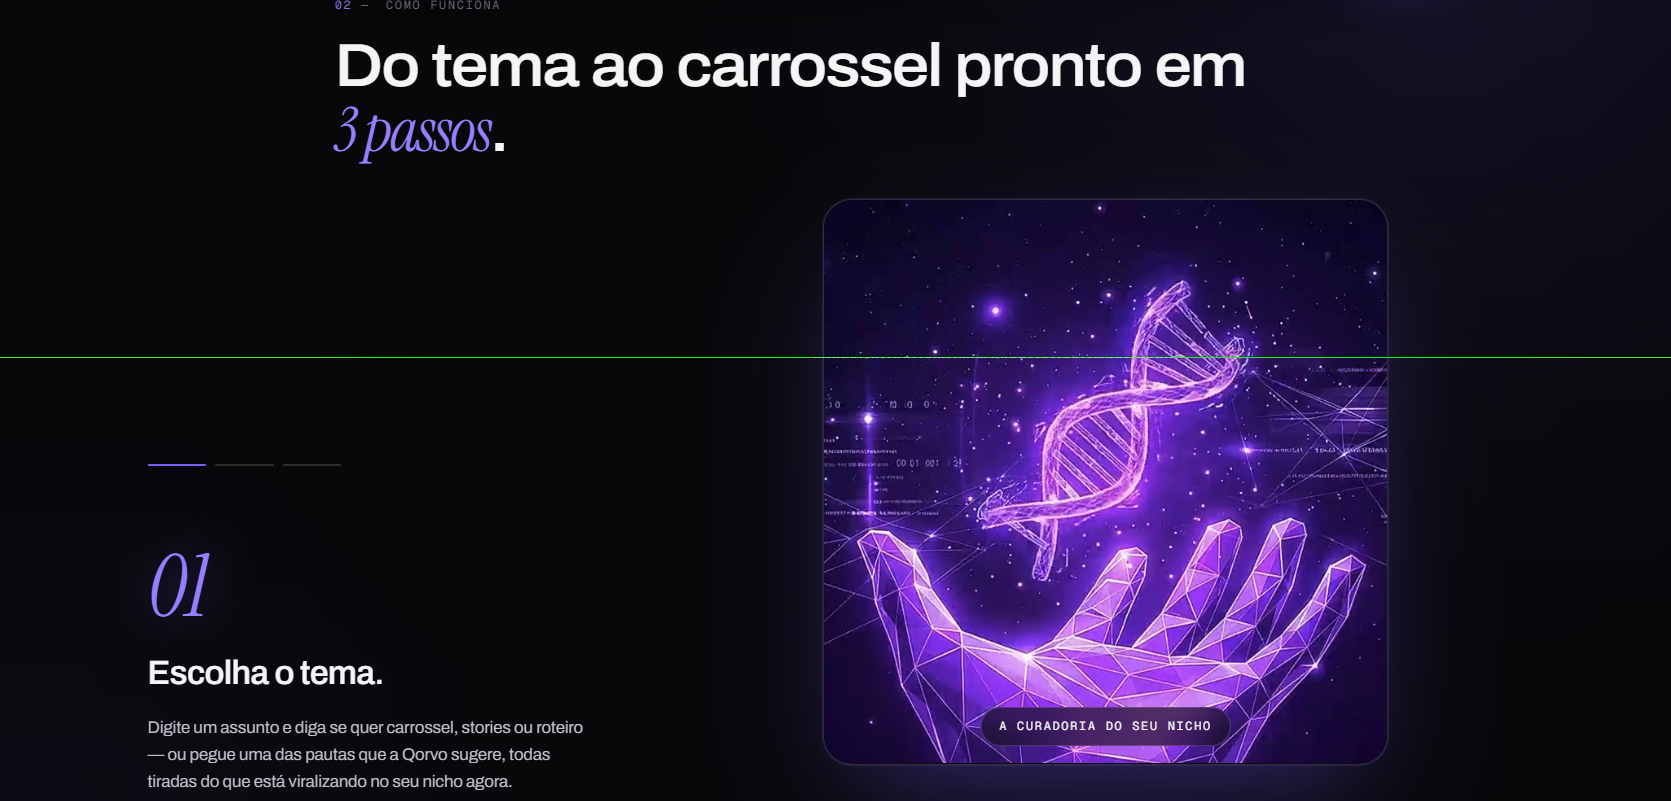 02 — COMO FUNCIONA
Do tema ao carrossel pronto em
3 passos.
01
Escolha o tema.
Digite um assunto e diga se quer carrossel, stories ou roteiro
— ou pegue uma das pautas que a Qorvo sugere, todas
tiradas do que está viralizando no seu nicho agora.
A CURADORIA DO SEU NICHO